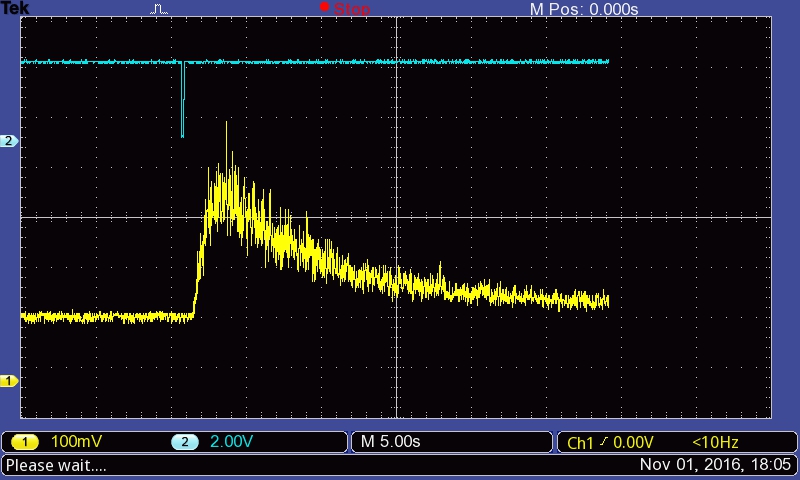 Tek Stop M Pos: 0.000s
2
1
1 100mV 2 2.00V M 5.00s Ch1 0.00V <10Hz
Please wait.... Nov 01, 2016, 18:05